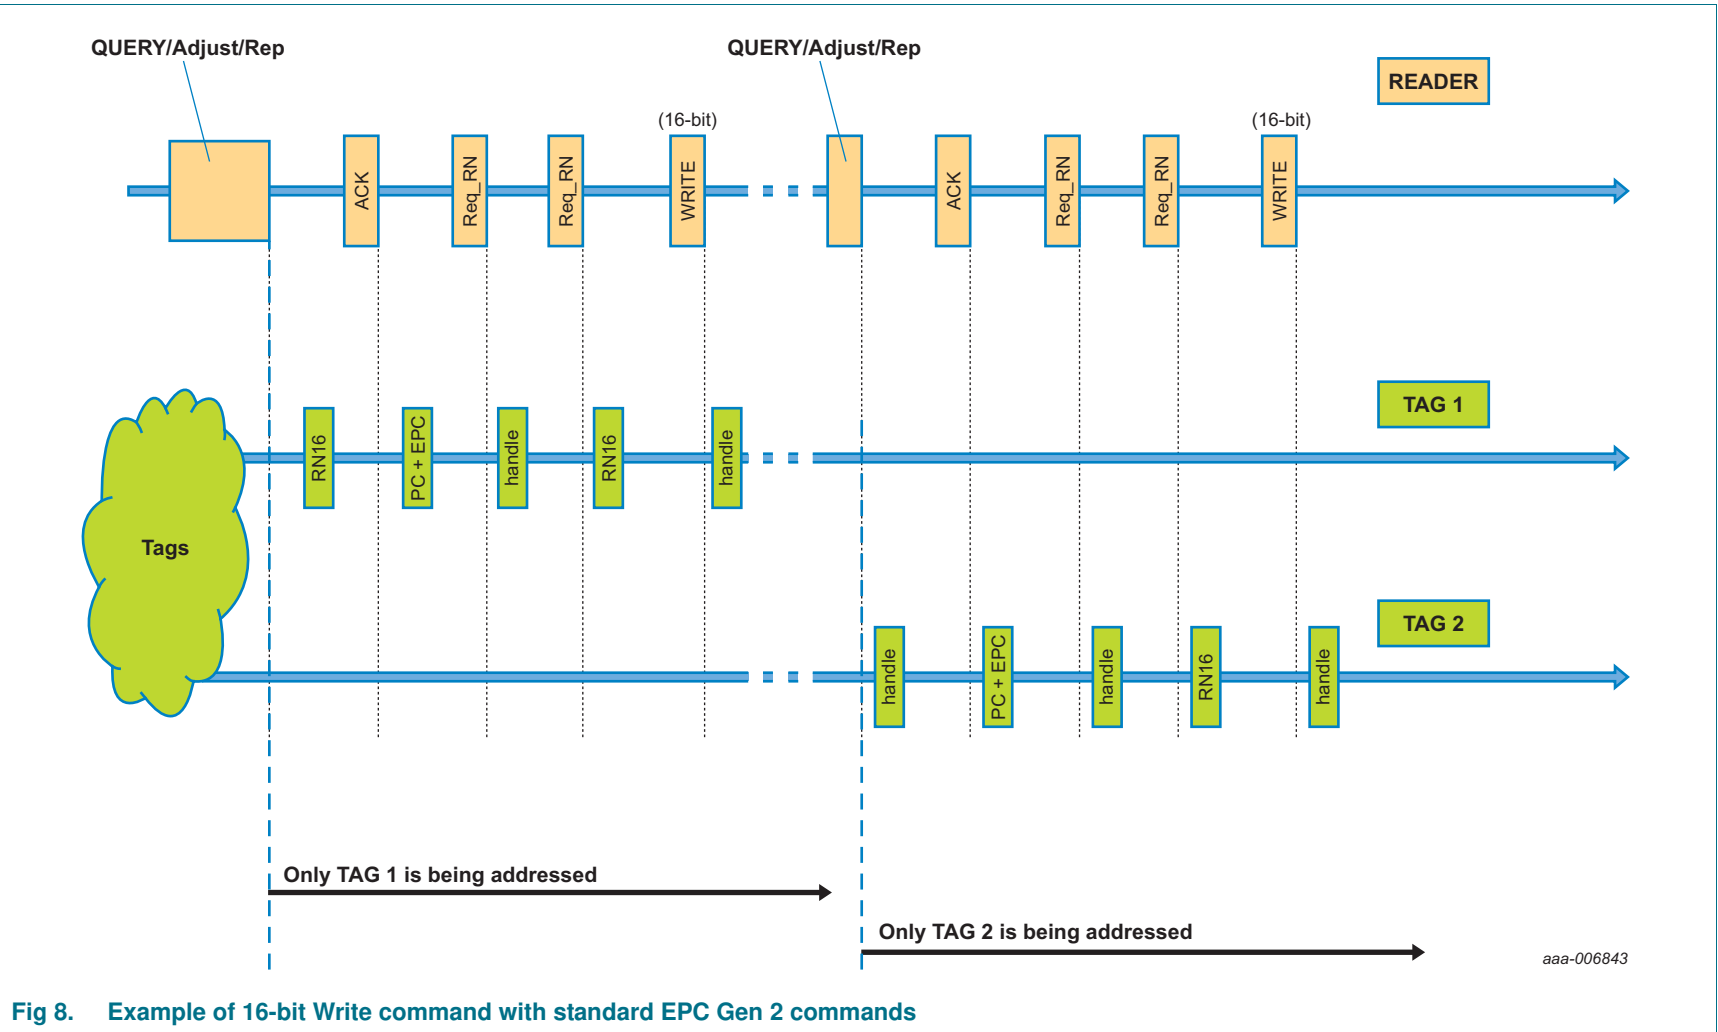 QUERY/Adjust/Rep QUERY/Adjust/Rep
READER
(16-bit) (16-bit)
ACK Req_RN Req_RN WRITE ACK Req_RN Req_RN WRITE
TAG 1
RN16 PC + EPC handle RN16 handle
Tags
TAG 2
handle PC + EPC handle RN16 handle
Only TAG 1 is being addressed
Only TAG 2 is being addressed
aaa-006843
Fig 8. Example of 16-bit Write command with standard EPC Gen 2 commands